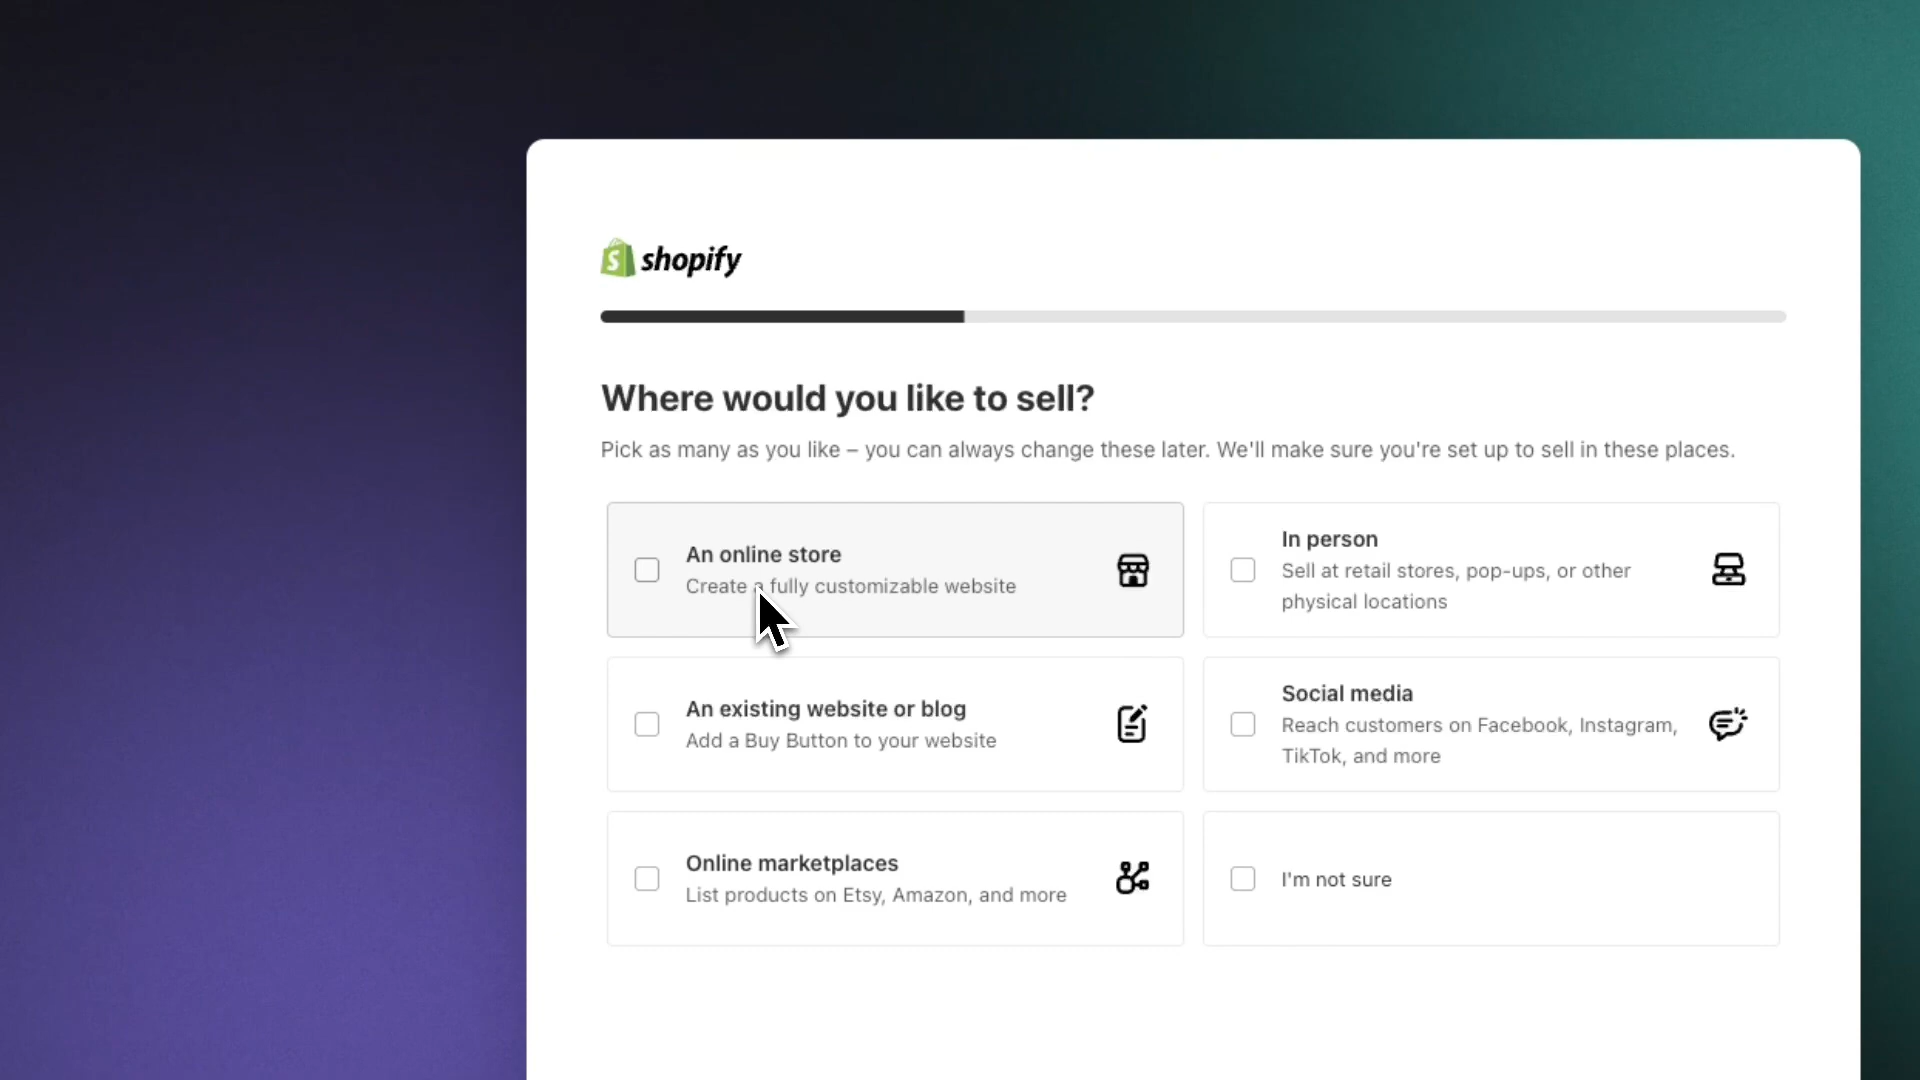 shopify
Where would you like to sell?
Pick as many as you like – you can always change these later. We'll make sure you're set up to sell in these places.
An online store
Create a fully customizable website
In person
Sell at retail stores, pop-ups, or other
physical locations
An existing website or blog
Add a Buy Button to your website
Social media
Reach customers on Facebook, Instagram,
TikTok, and more
Online marketplaces
List products on Etsy, Amazon, and more
I'm not sure